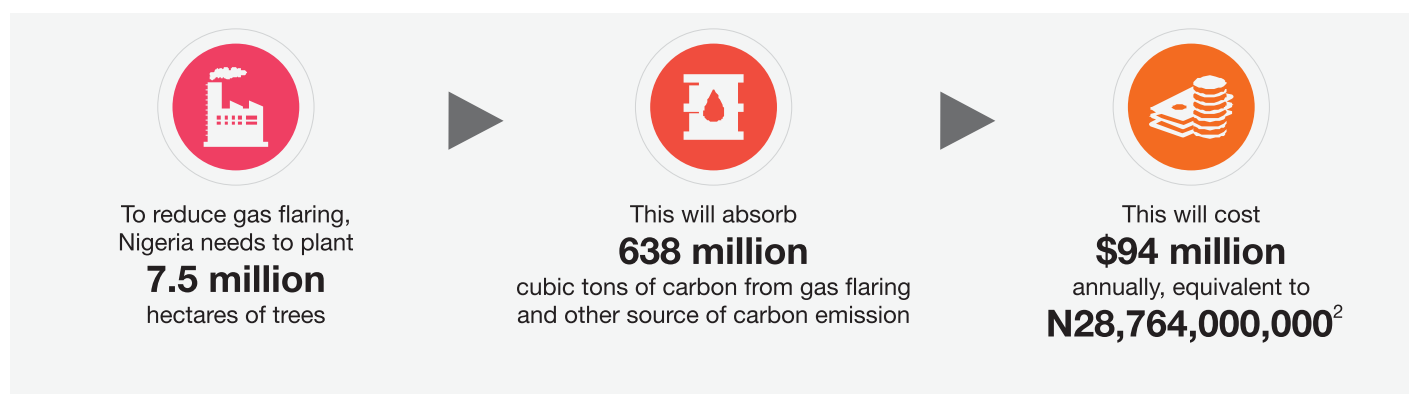 To reduce gas flaring,
Nigeria needs to plant
7.5 million
hectares of trees
This will absorb
638 million
cubic tons of carbon from gas flaring
and other source of carbon emission
This will cost
$94 million
annually, equivalent to
N28,764,000,000²